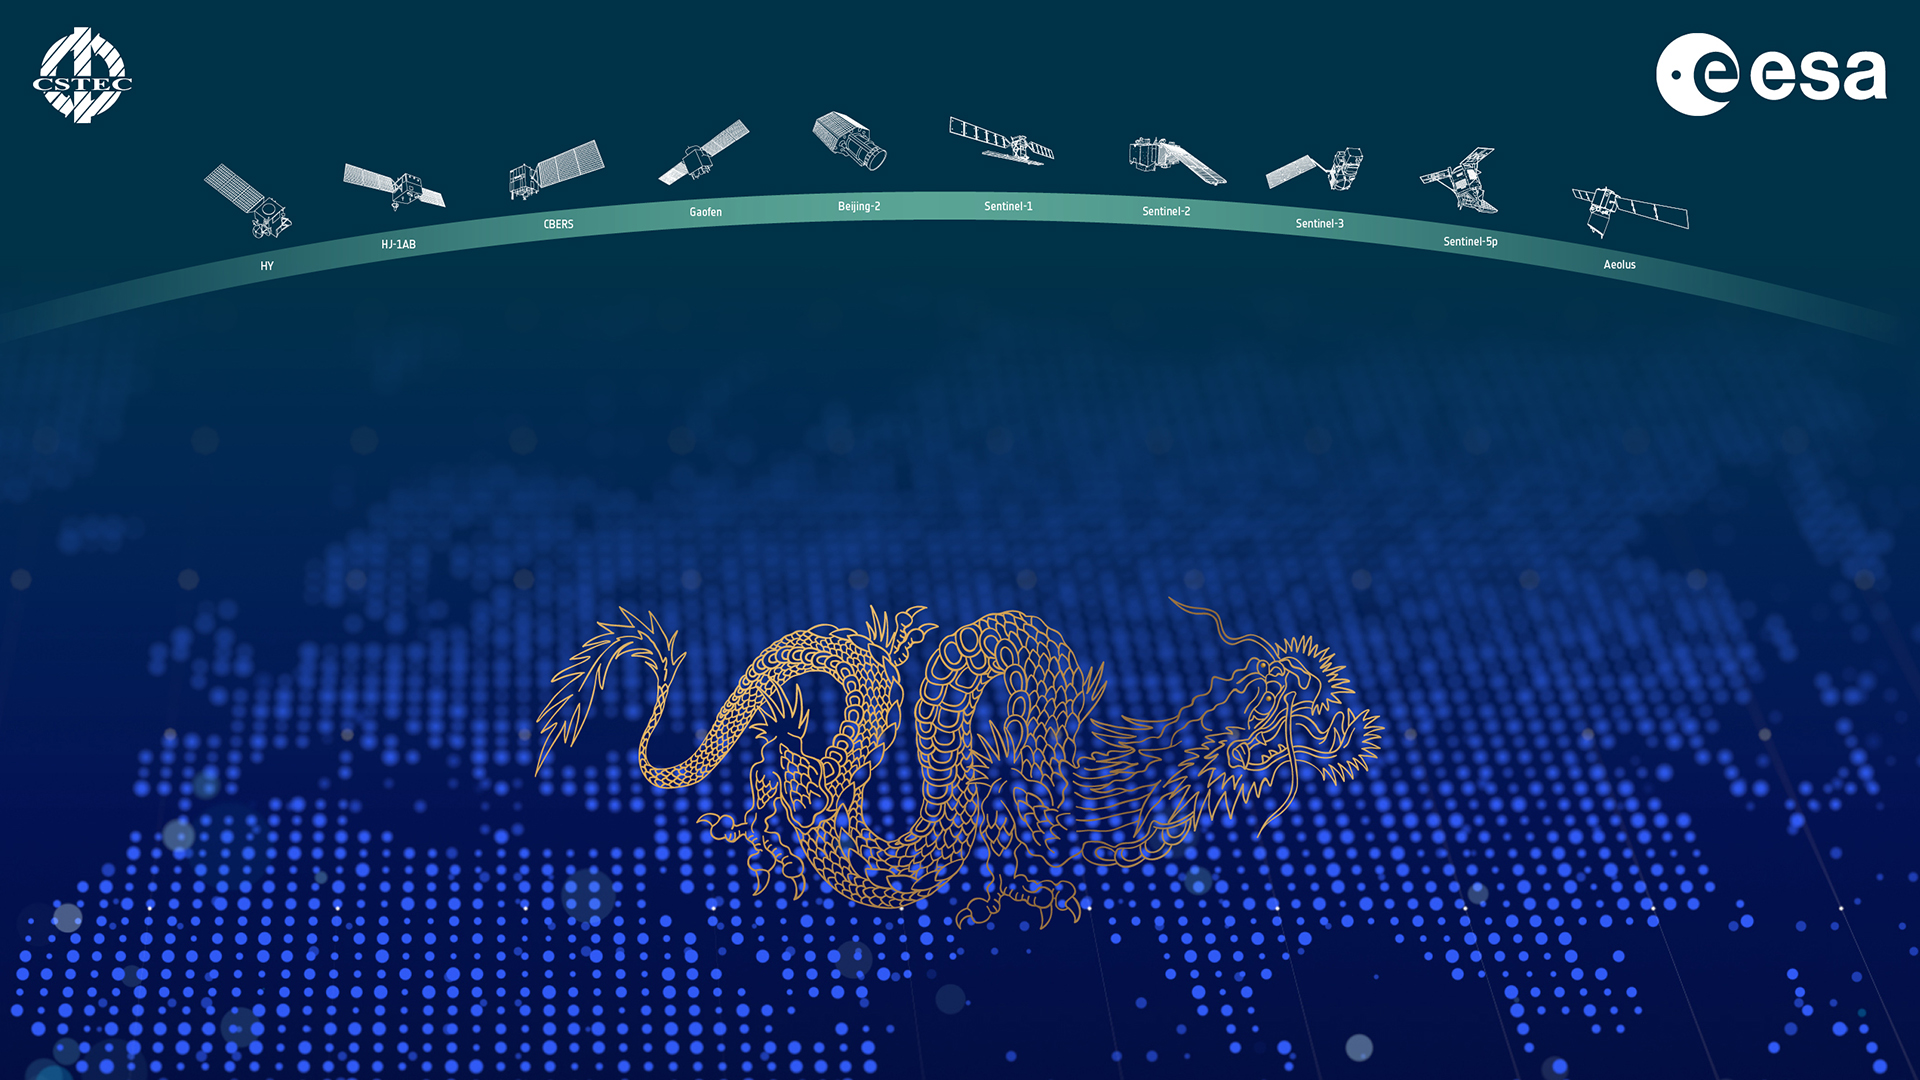 CSTEC
esa
HY
HJ-1AB
CBERS
Gaofen
Beijing-2
Sentinel-1
Sentinel-2
Sentinel-3
Sentinel-5p
Aeolus